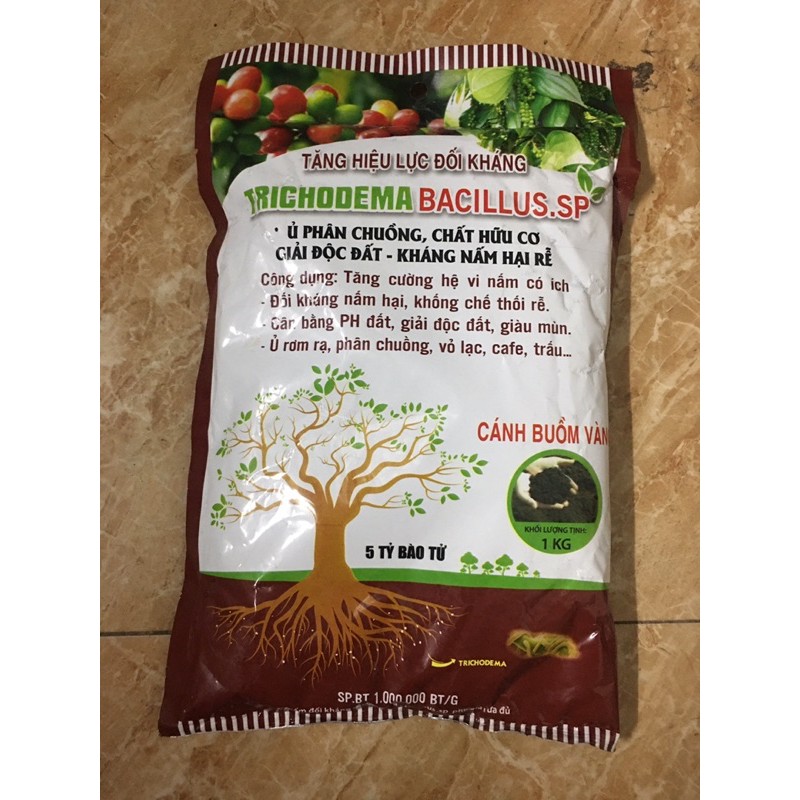 TĂNG HIỆU LỰC ĐỐI KHÁNG
TRICHODEMA BACILLUS.SP
Ủ PHÂN CHUỒNG, CHẤT HỮU CƠ
GIẢI ĐỘC ĐẤT - KHÁNG NẤM HẠI RỄ
Công dụng: Tăng cường hệ vi nấm có ích
- Đối kháng nấm hại, khống chế thối rễ.
- Cân bằng PH đất, giải độc đất, giàu mùn.
- Ủ rơm rạ, phân chuồng, vỏ lạc, cafe, trấu...
CÁNH BUỒM VÀN
KHỐI LƯỢNG TỊNH:
1 KG
5 TỶ BÀO TỬ
TRICHODEMA
SP.BT 1.000.000 BT/G
đối